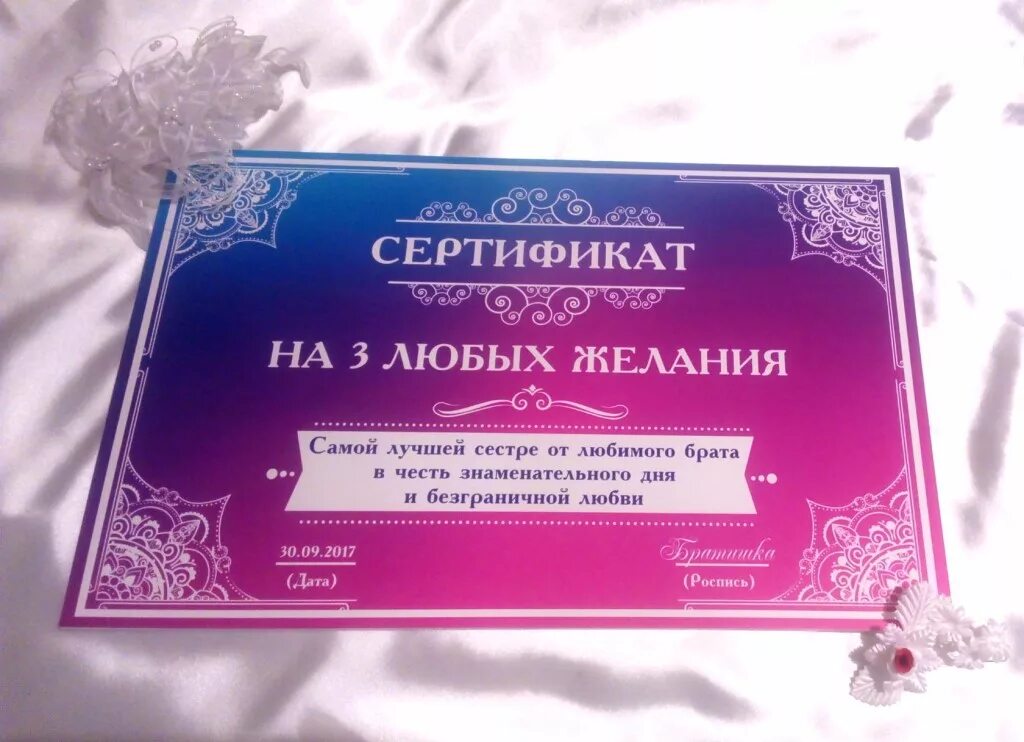 СЕРТИФИКАТ
НА 3 ЛЮБЫХ ЖЕЛАНИЯ
Самой лучшей сестре от любимого брата
в честь знаменательного дня
и безграничной любви
30.09.2017
(Дата)
Братишка
(Роспись)